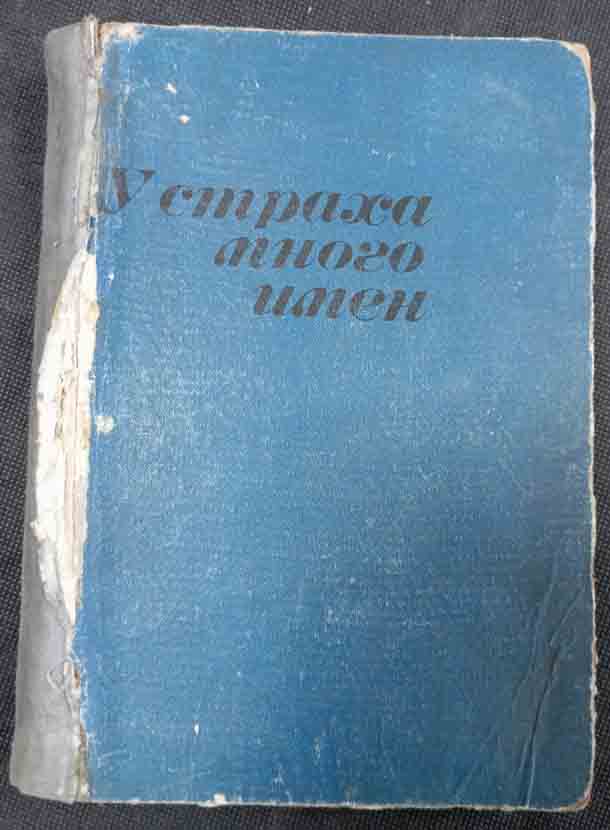 У страха
много
имен